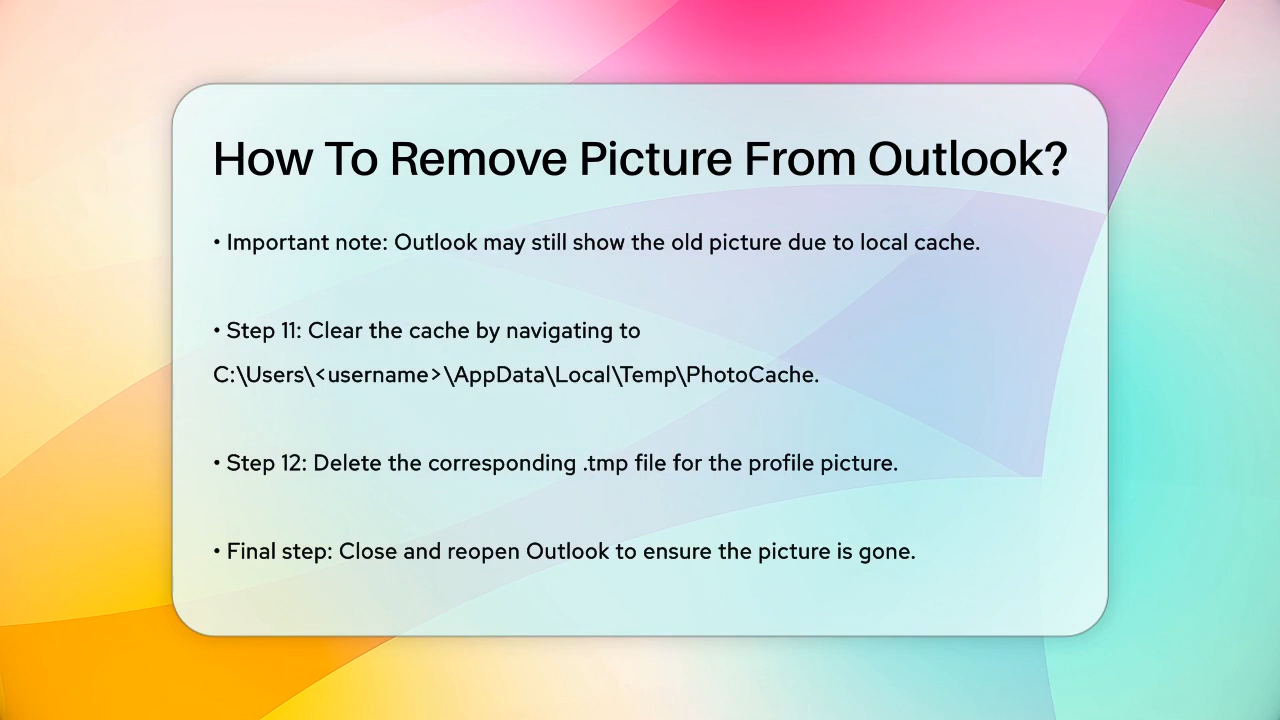 How To Remove Picture From Outlook?
• Important note: Outlook may still show the old picture due to local cache.
• Step 11: Clear the cache by navigating to
C:\Users\<username>\AppData\Local\Temp\PhotoCache.
• Step 12: Delete the corresponding .tmp file for the profile picture.
• Final step: Close and reopen Outlook to ensure the picture is gone.